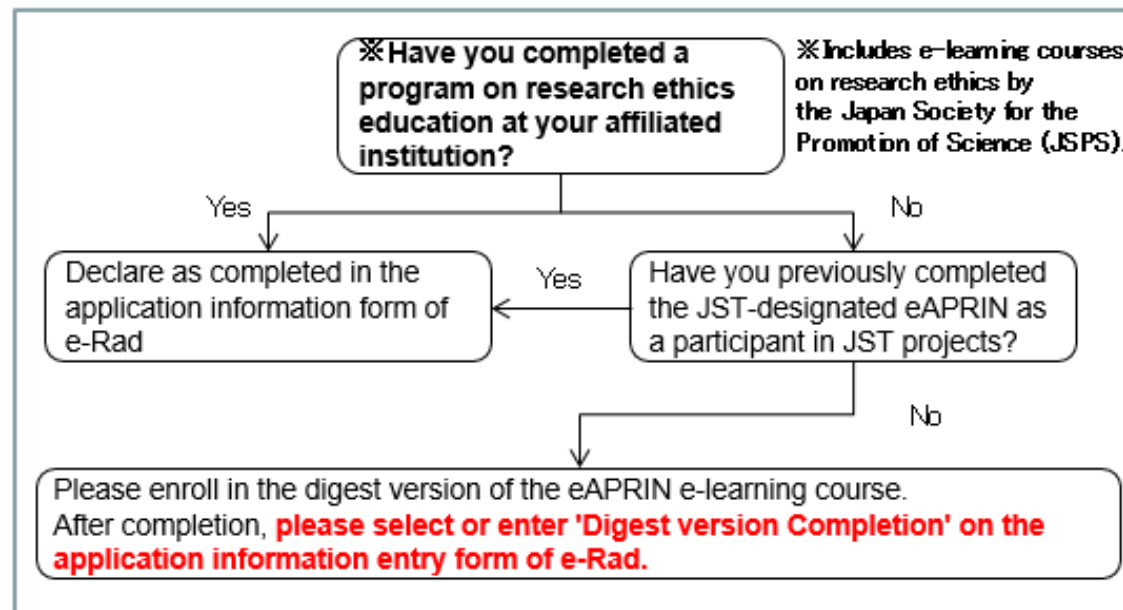 ※Have you completed a
program on research ethics
education at your affiliated
institution?
※Includes e-learning courses
on research ethics by
the Japan Society for the
Promotion of Science (JSPS).
Yes
No
Declare as completed in the
application information form of
e-Rad
Yes
Have you previously completed
the JST-designated eAPRIN as
a participant in JST projects?
No
Please enroll in the digest version of the eAPRIN e-learning course.
After completion, please select or enter 'Digest version Completion' on the
application information entry form of e-Rad.